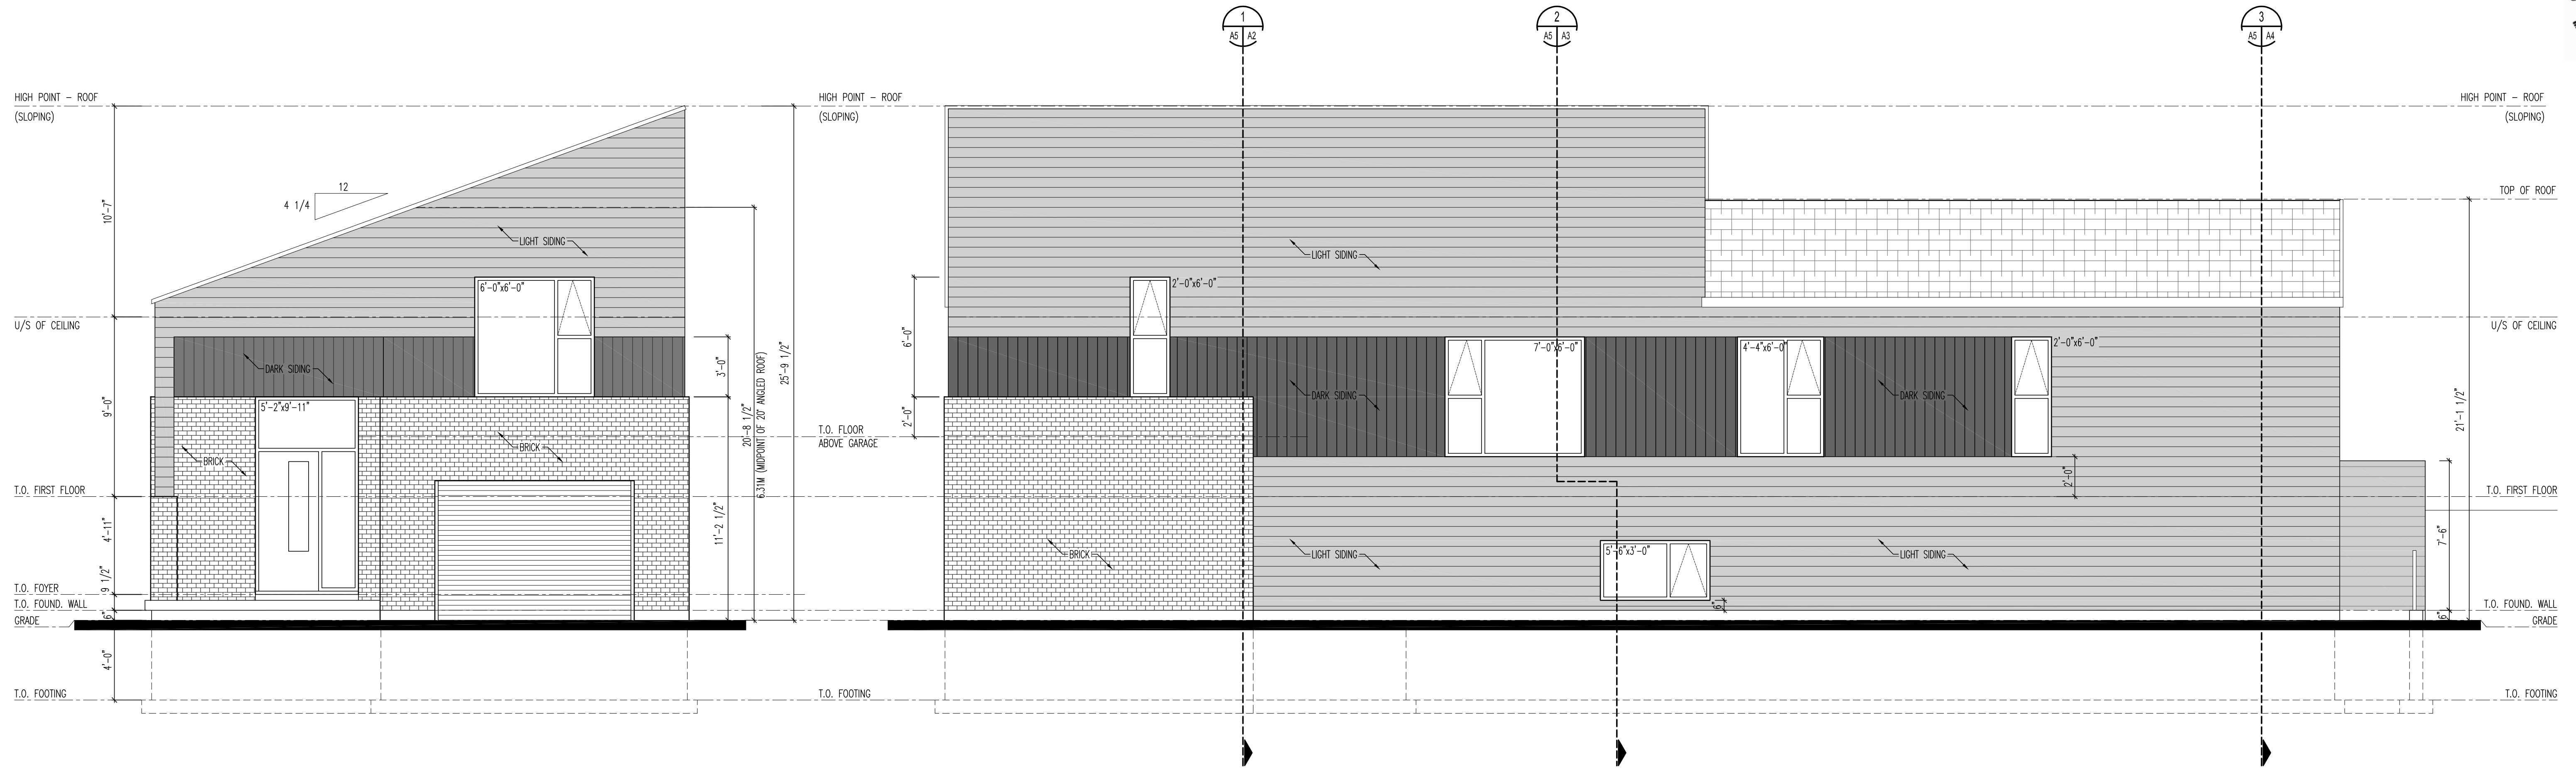 1
A5 A2
2
A5 A3
3
A5 A4
HIGH POINT – ROOF
(SLOPING)
10'-7"
12
4 1/4
LIGHT SIDING
6'-0"x6'-0"
U/S OF CEILING
DARK SIDING
9'-0"
5'-2"x9'-11"
BRICK
BRICK
T.O. FIRST FLOOR
4'-11"
T.O. FOYER
9 1/2"
T.O. FOUND. WALL
6"
GRADE
4'-0"
T.O. FOOTING
3'-0"
11'-2 1/2"
20'-8 1/2"
6.31M (MIDPOINT OF 20' ANGLED ROOF)
25'-9 1/2"
HIGH POINT – ROOF
(SLOPING)
LIGHT SIDING
2'-0"x6'-0"
6'-0"
2'-0"
T.O. FLOOR
ABOVE GARAGE
DARK SIDING
7'-0"x6'-0"
4'-4"x6'-0"
DARK SIDING
2'-0"x6'-0"
2'-0"
BRICK
LIGHT SIDING
5'-6"x3'-0"
6"
LIGHT SIDING
T.O. FOOTING
HIGH POINT – ROOF
(SLOPING)
TOP OF ROOF
U/S OF CEILING
21'-1 1/2"
T.O. FIRST FLOOR
7'-6"
T.O. FOUND. WALL
6"
GRADE
T.O. FOOTING